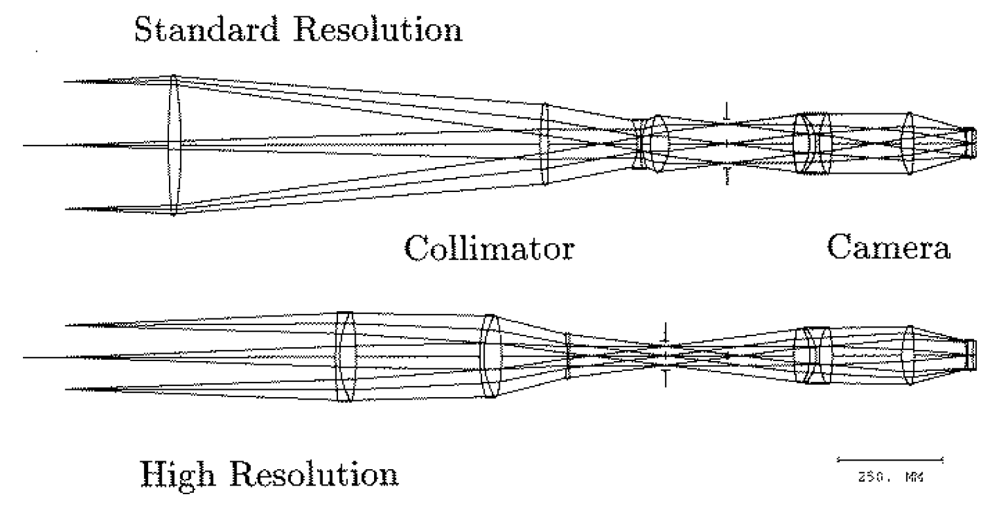 Standard Resolution
Collimator
Camera
High Resolution
250. MM